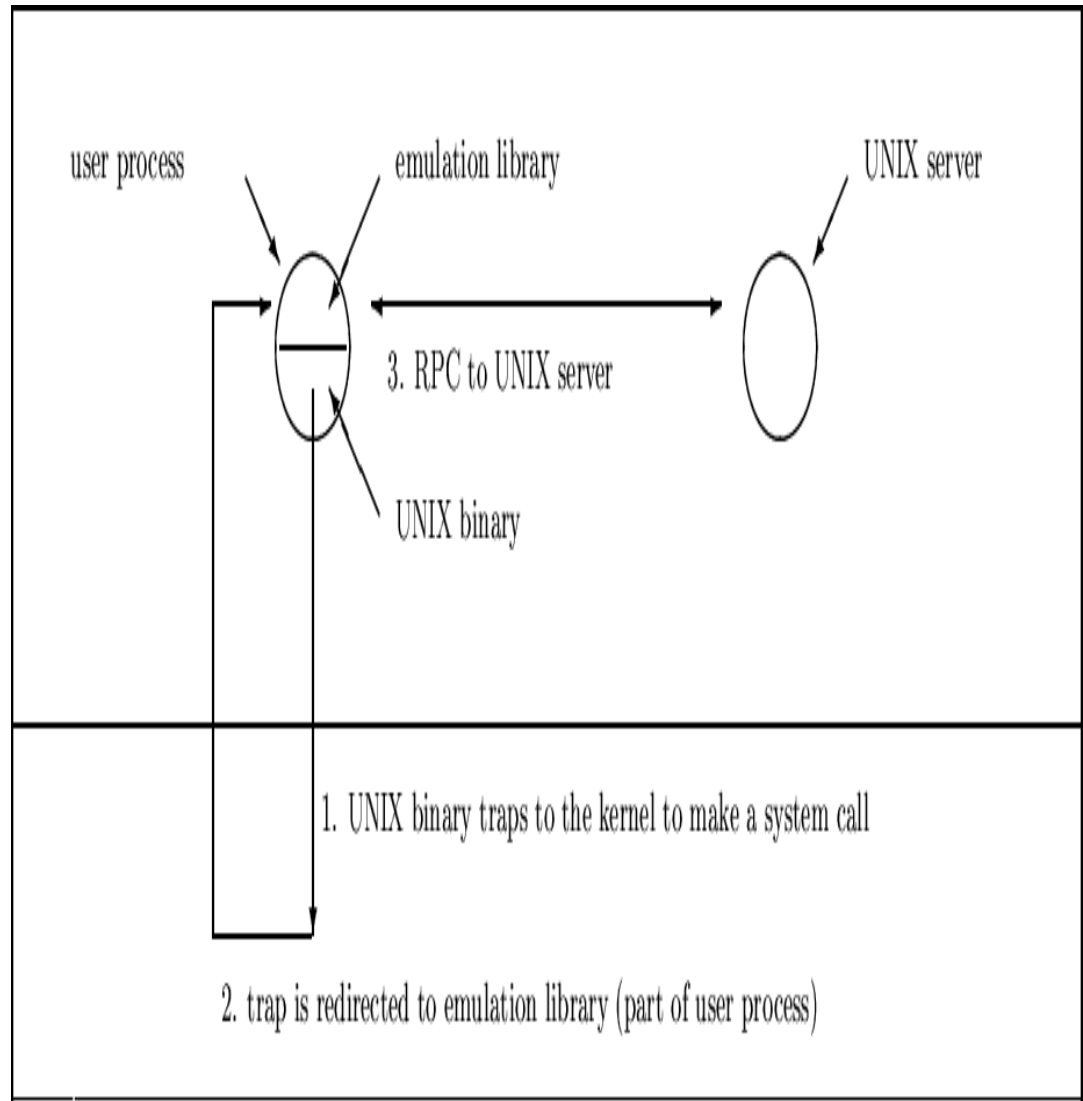 user process
emulation library
UNIX server
3. RPC to UNIX server
UNIX binary
1. UNIX binary traps to the kernel to make a system call
2. trap is redirected to emulation library (part of user process)